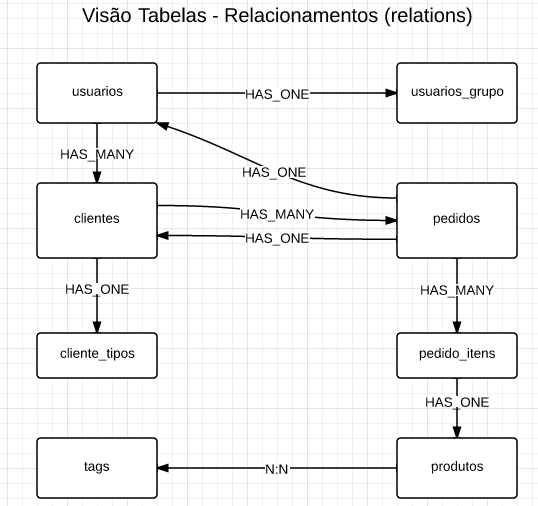 Visão Tabelas - Relacionamentos (relations)
usuarios
HAS_ONE
usuarios_grupo
HAS_MANY
HAS_ONE
clientes
HAS_MANY
HAS_ONE
pedidos
HAS_ONE
HAS_MANY
cliente_tipos
pedido_itens
HAS_ONE
tags
N:N
produtos